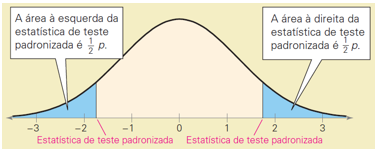 A área à esquerda da
estatística de teste
padronizada é 1/2 p.
A área à direita da
estatística de teste
padronizada é 1/2 p.
-3 -2 -1 0 1 2 3
Estatística de teste padronizada Estatística de teste padronizada